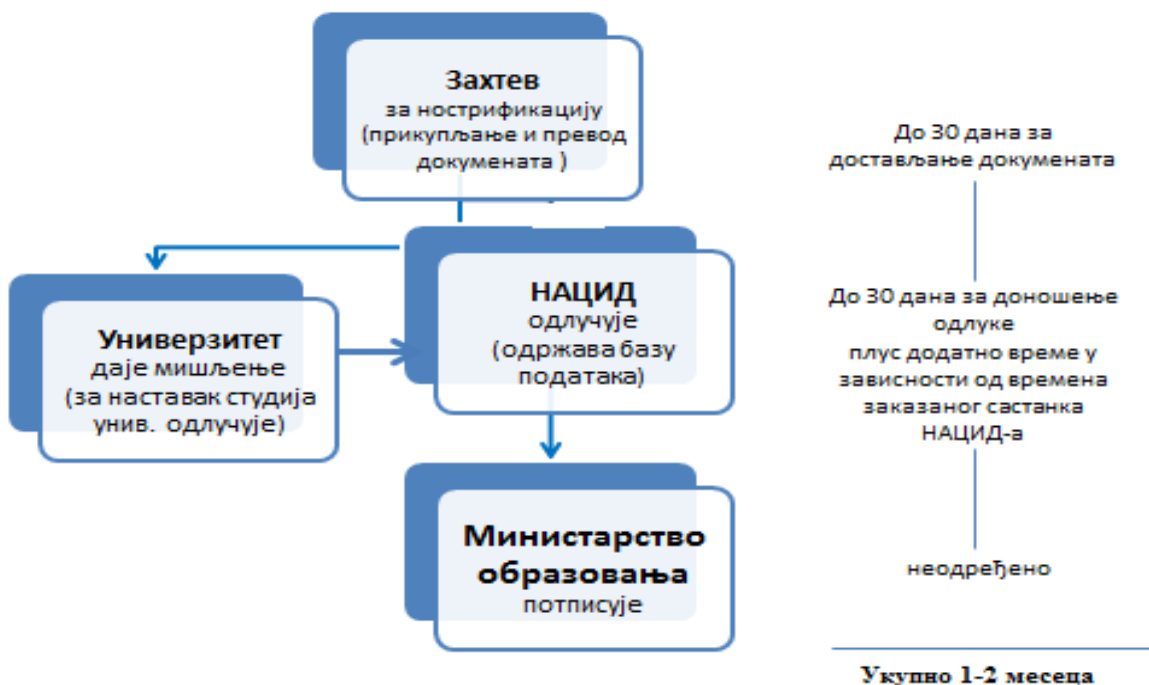 Захтев
за нострификацију
(прикупљање и превод
докумената )
До 30 дана за
достављање докумената
НАЦИД
одлучује
(одржава базу
података)
Универзитет
даје мишљење
(за наставак студија
унив. одлучује)
До 30 дана за доношење
одлуке
плус додатно време у
зависности од времена
заказаног састанка
НАЦИД-а
Министарство
образовања
потписује
неодређено
Укупно 1-2 месеца